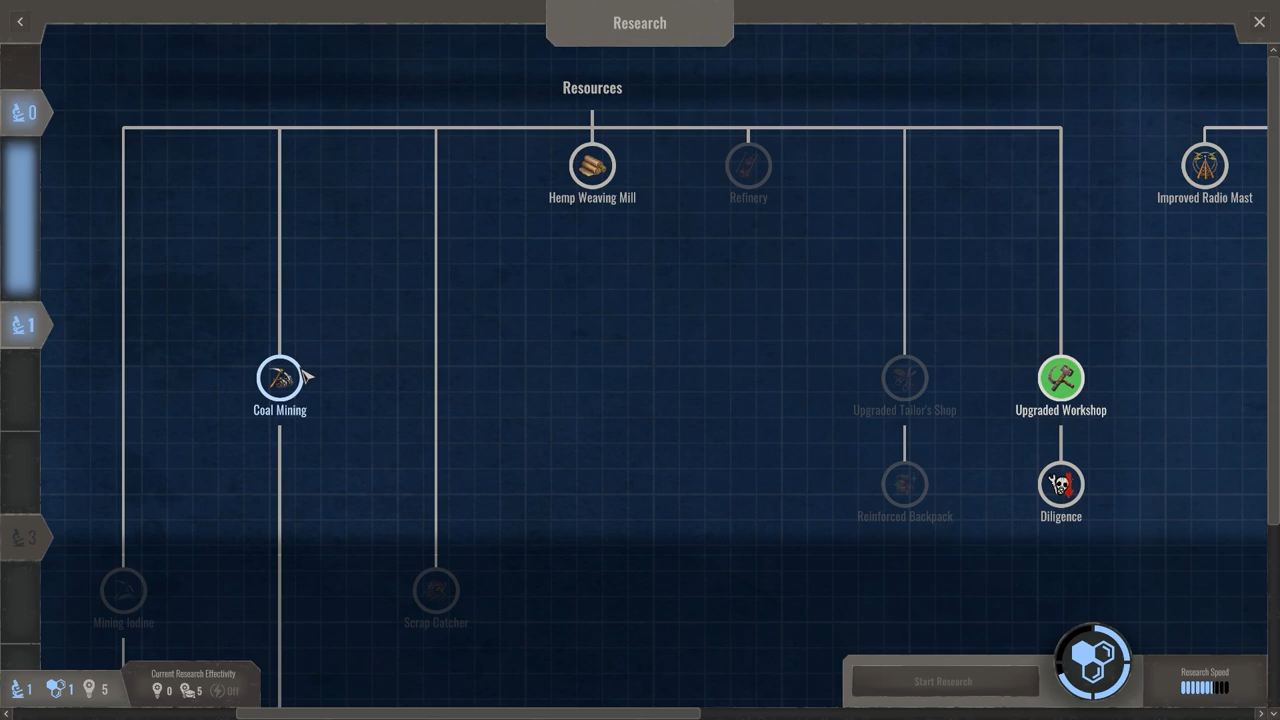 Research
Resources
0
Hemp Weaving Mill
Refinery
Improved Radio Mast
1
Coal Mining
Upgraded Tailor's Shop
Upgraded Workshop
Reinforced Backpack
Diligence
3
Mining Iodine
Scrap Catcher
1 1 5
Current Research Effectivity
0 5 Off
Start Research
Research Speed